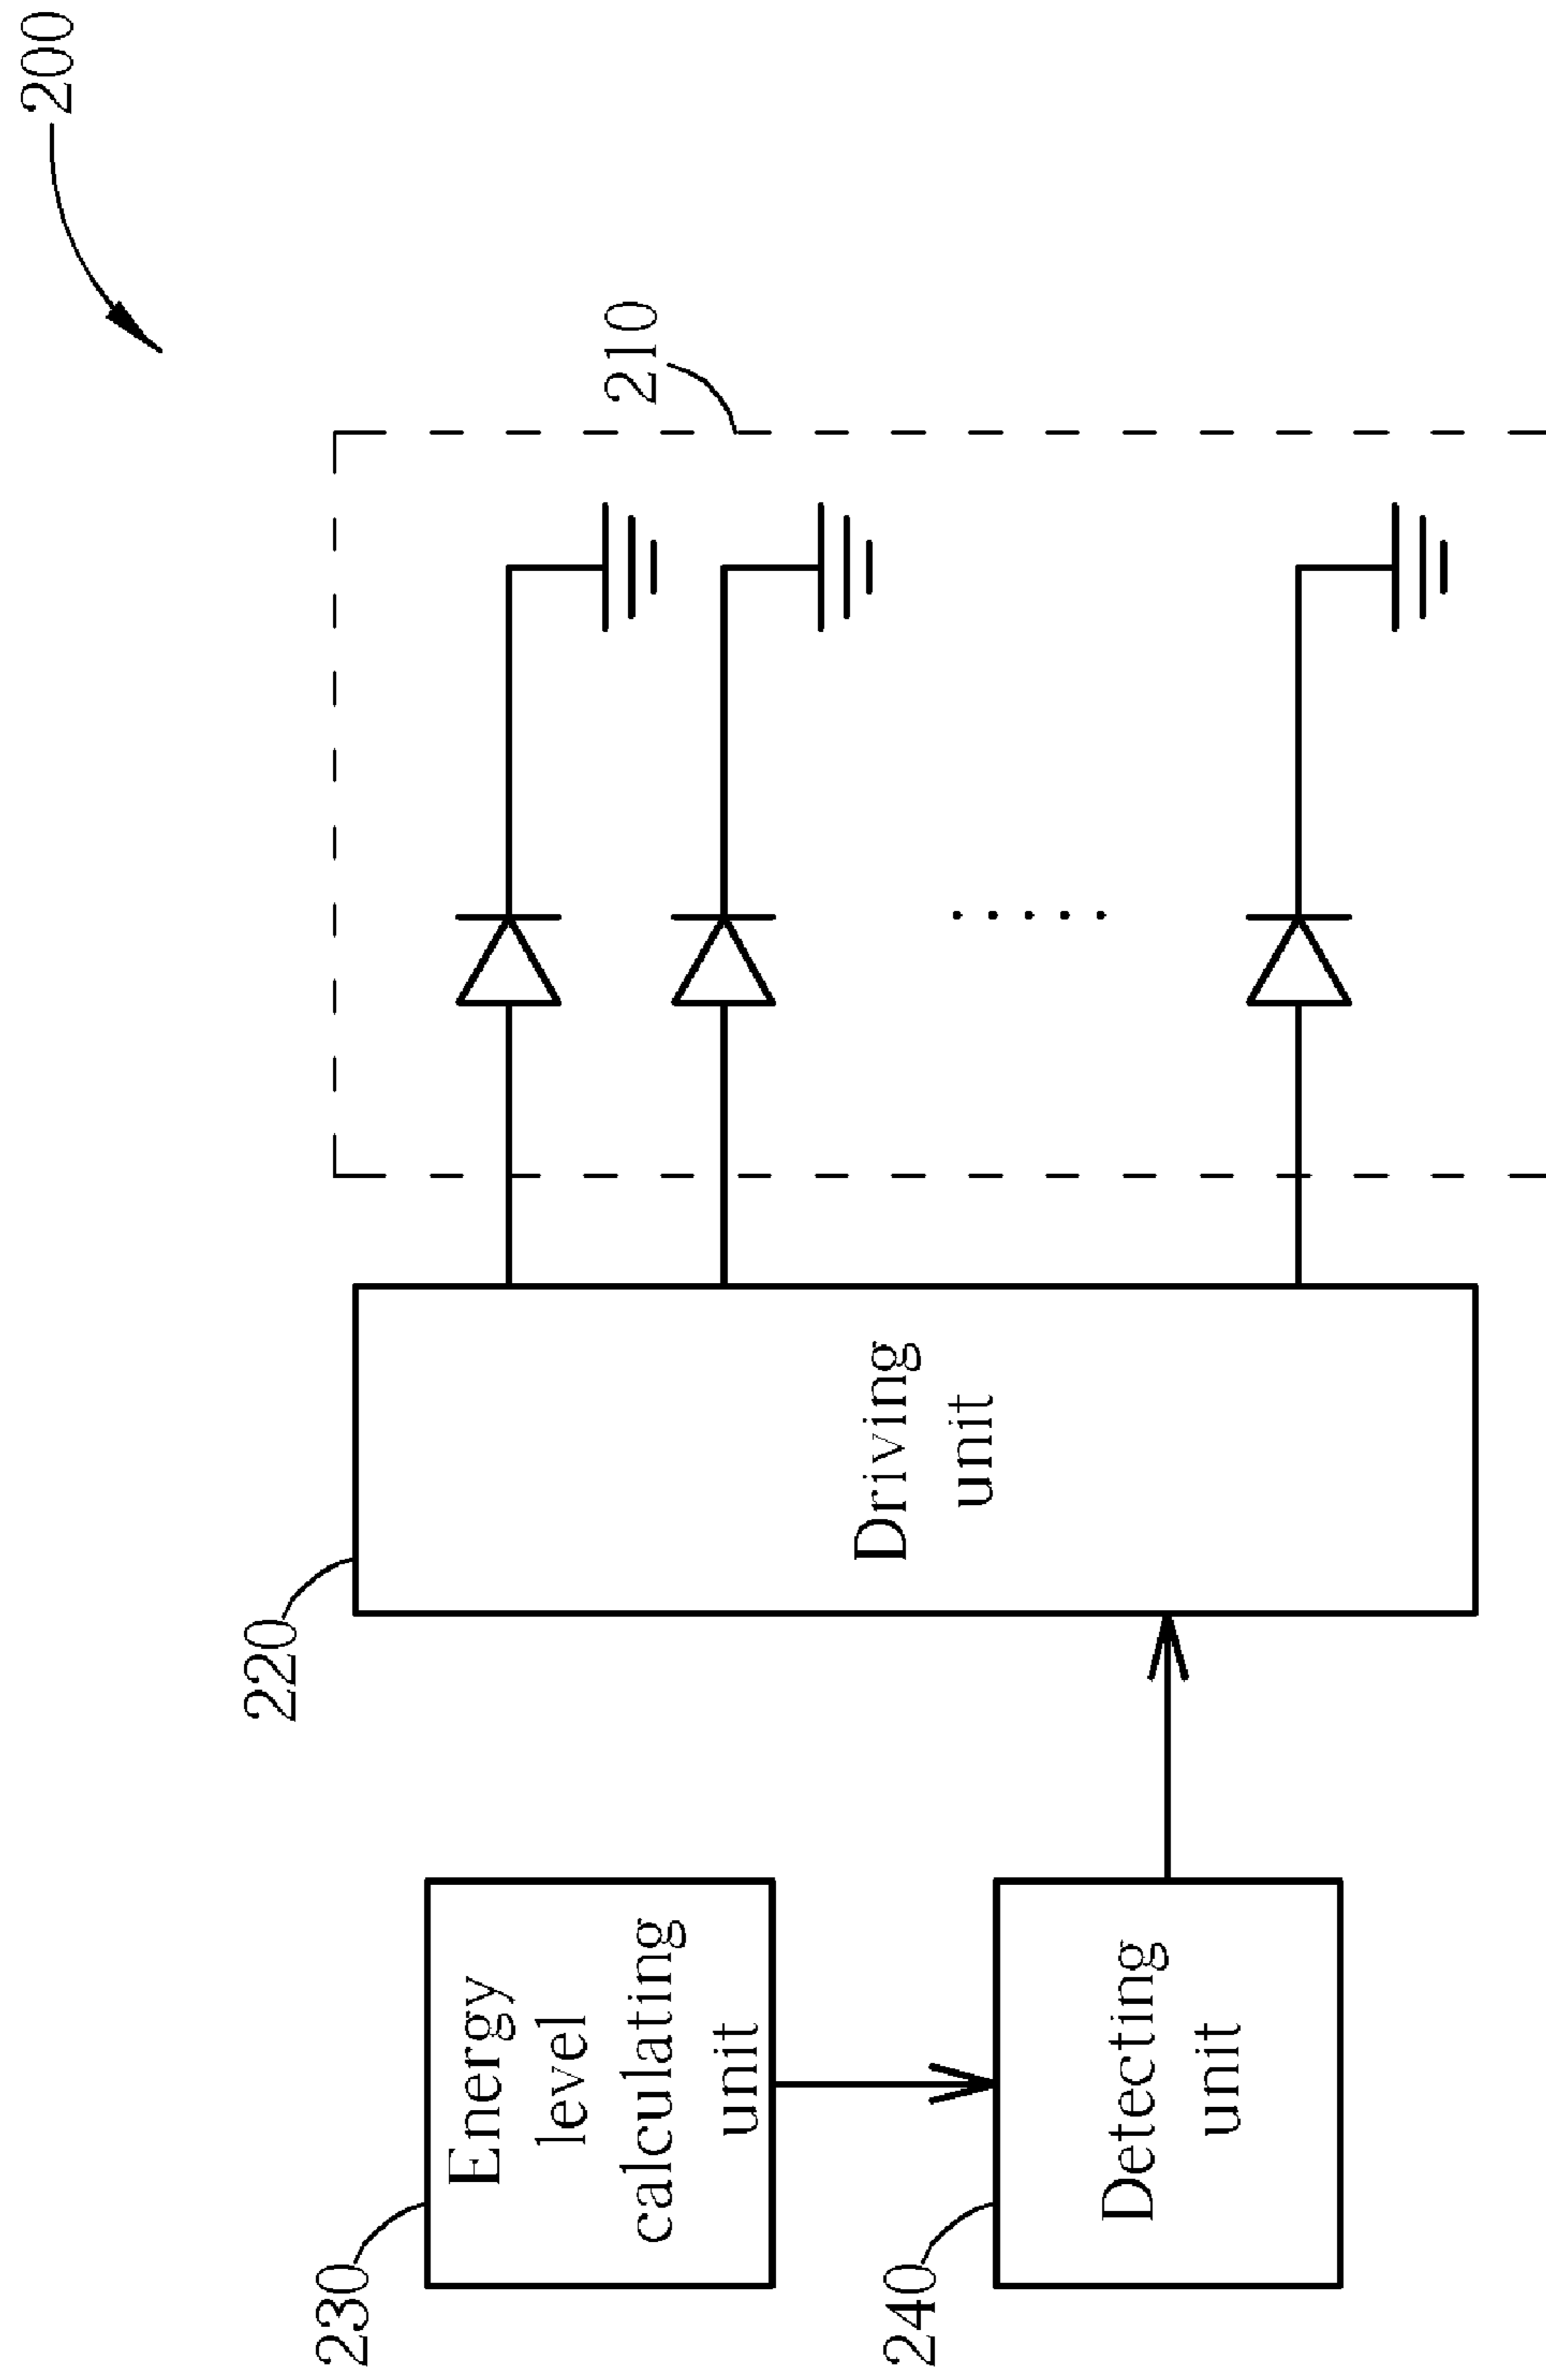 200
210
220
Driving
unit
230
Energy
level
calculating
unit
240
Detecting
unit